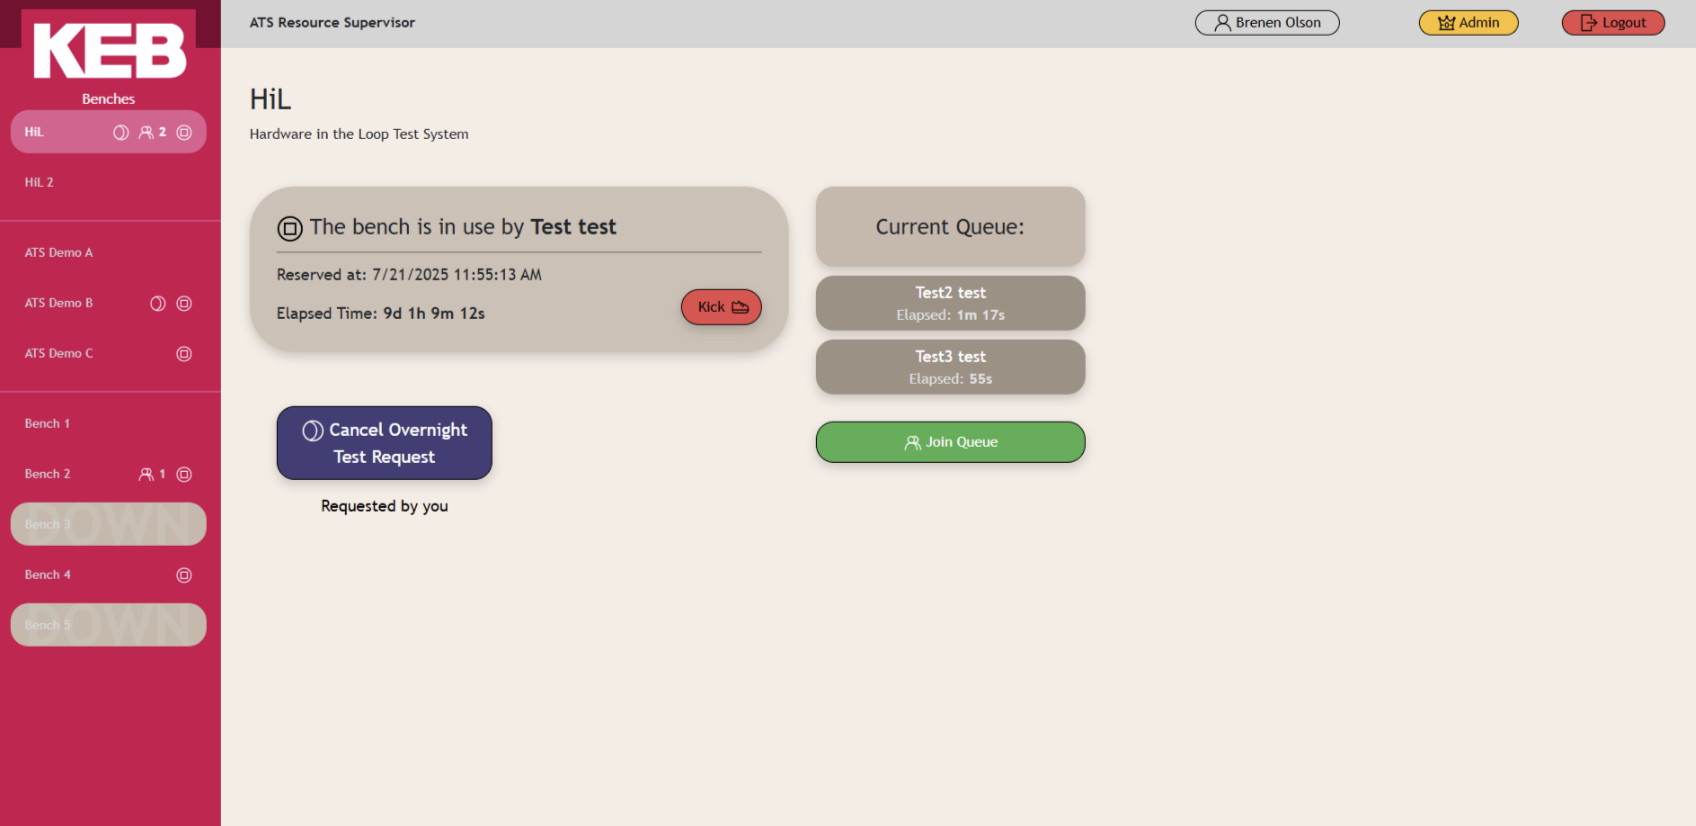 KEB
Benches
HiL 2
HiL 2
ATS Demo A
ATS Demo B
ATS Demo C
Bench 1
Bench 2 1
DOWN
Bench 3
Bench 4
DOWN
Bench 5
ATS Resource Supervisor
Brenen Olson
Admin
Logout
HiL
Hardware in the Loop Test System
The bench is in use by Test test
Reserved at: 7/21/2025 11:55:13 AM
Elapsed Time: 9d 1h 9m 12s
Kick
Cancel Overnight
Test Request
Requested by you
Current Queue:
Test2 test
Elapsed: 1m 17s
Test3 test
Elapsed: 55s
Join Queue